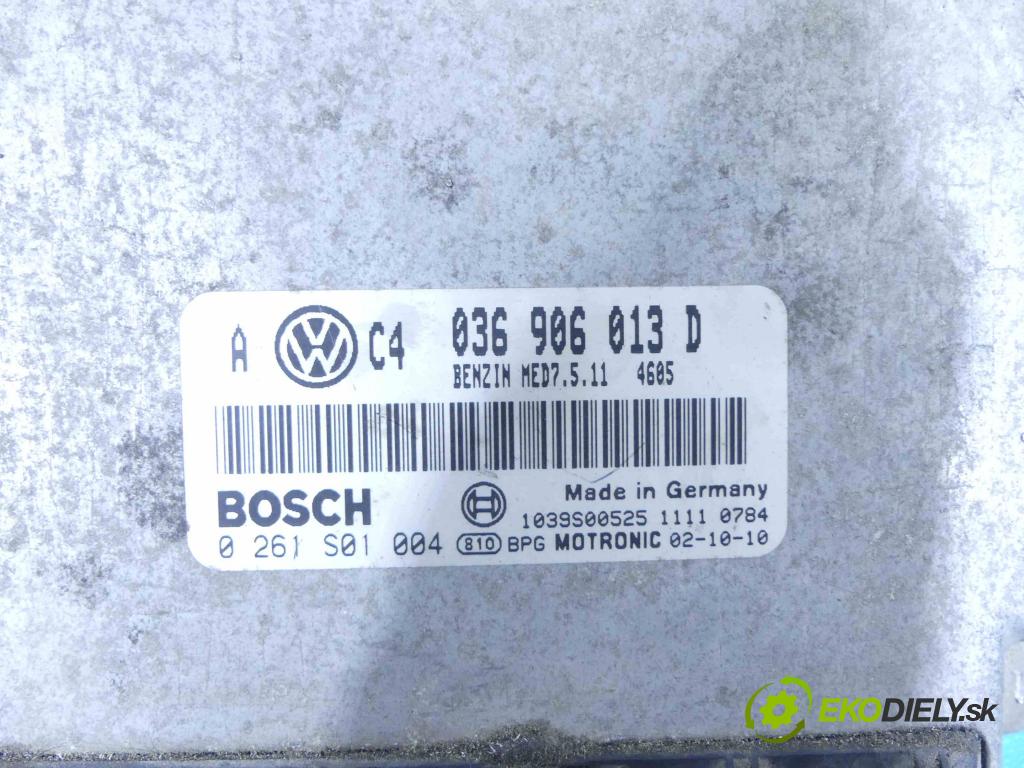 A VW C4 036 906 013 D
BENZIN MED7.5.11 4605
BOSCH
Made in Germany
1039S00525 1111 0784
0 261 S01 004 810 BPG MOTRONIC 02-10-10
EKODIELY.sk